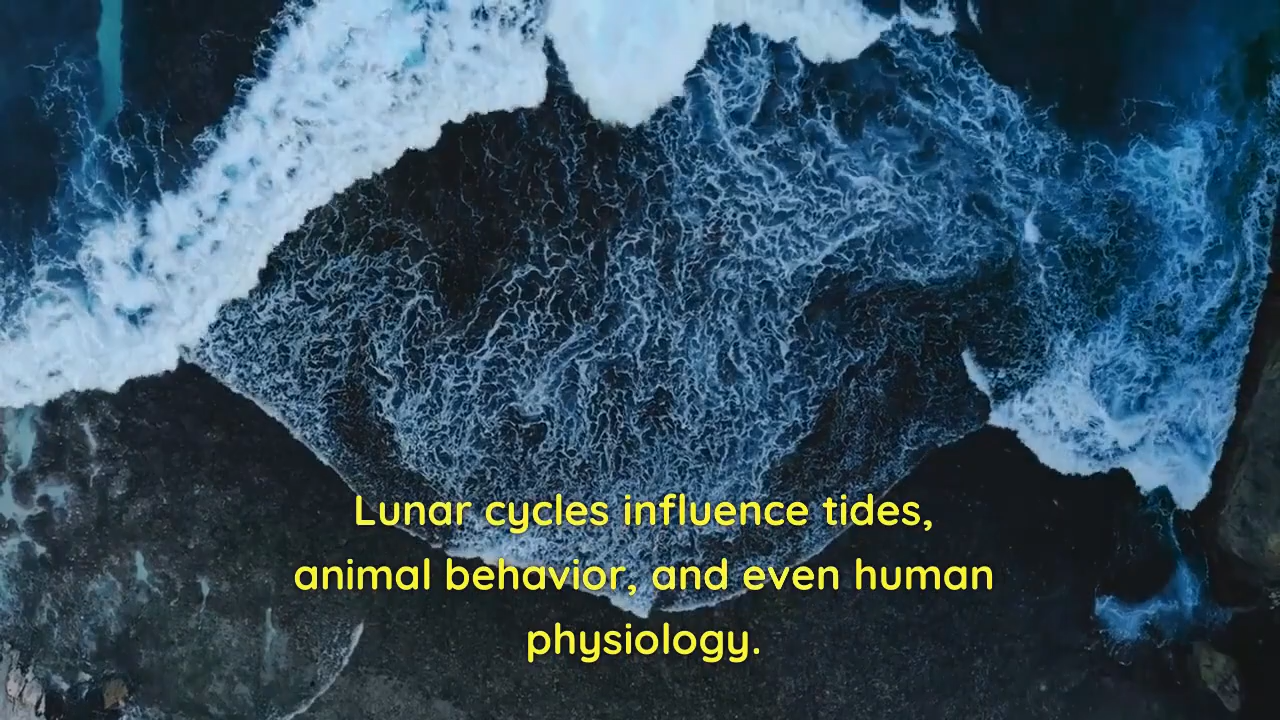 Lunar cycles influence tides,
animal behavior, and even human
physiology.